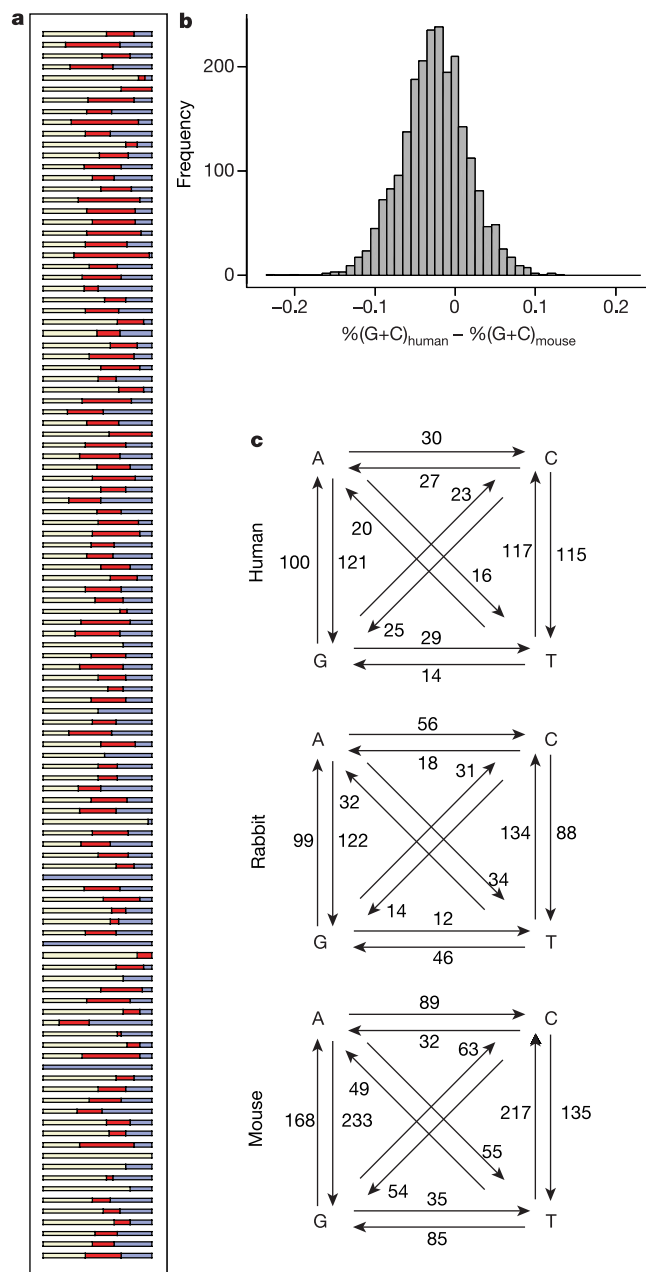 a
b
Frequency
200
100
0
−0.2
−0.1
0
0.1
0.2
%(G+C)human − %(G+C)mouse
c
Human
A
30
C
27
23
20
100
121
16
117
115
25
29
G
T
14
Rabbit
A
56
C
18
31
32
99
122
134
88
34
14
12
G
T
46
Mouse
A
89
C
32
63
49
168
233
217
135
55
54
35
G
T
85